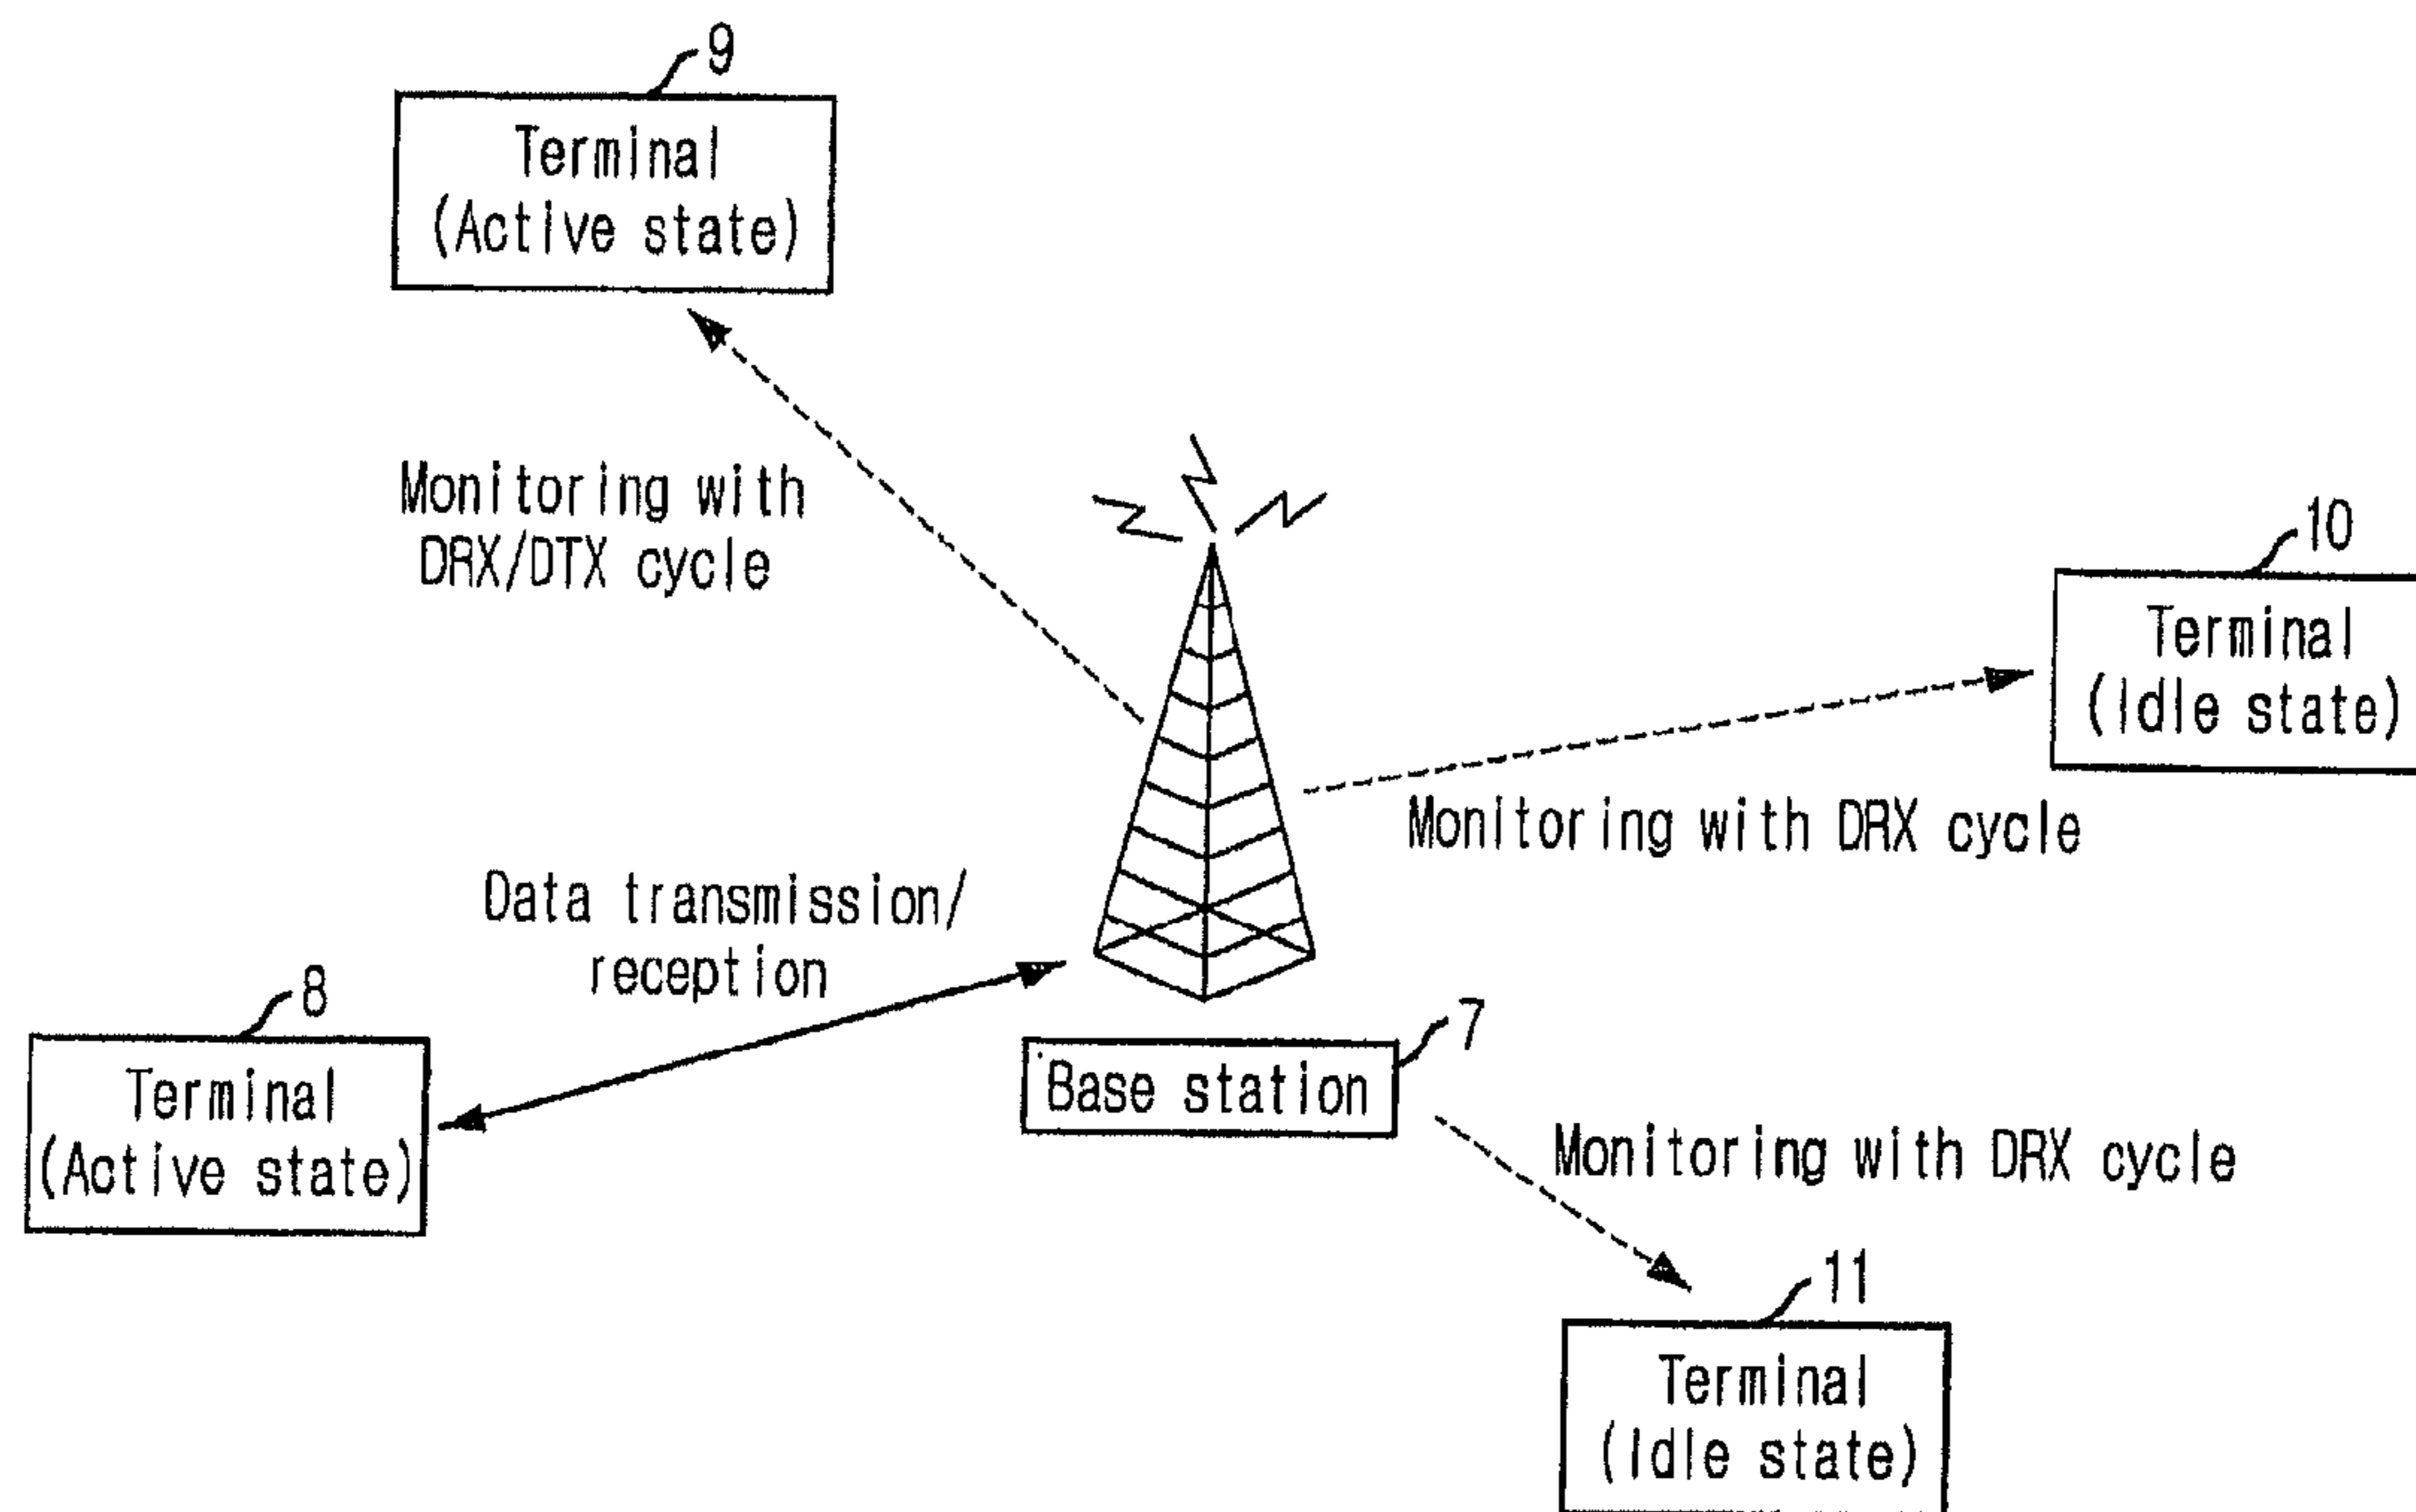 9
Terminal
(Active state)
Monitoring with
DRX/DTX cycle
10
Terminal
(Idle state)
Monitoring with DRX cycle
Data transmission/
reception
8
Terminal
(Active state)
7
Base station
Monitoring with DRX cycle
11
Terminal
(Idle state)